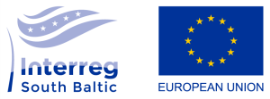 Interreg
South Baltic
EUROPEAN UNION